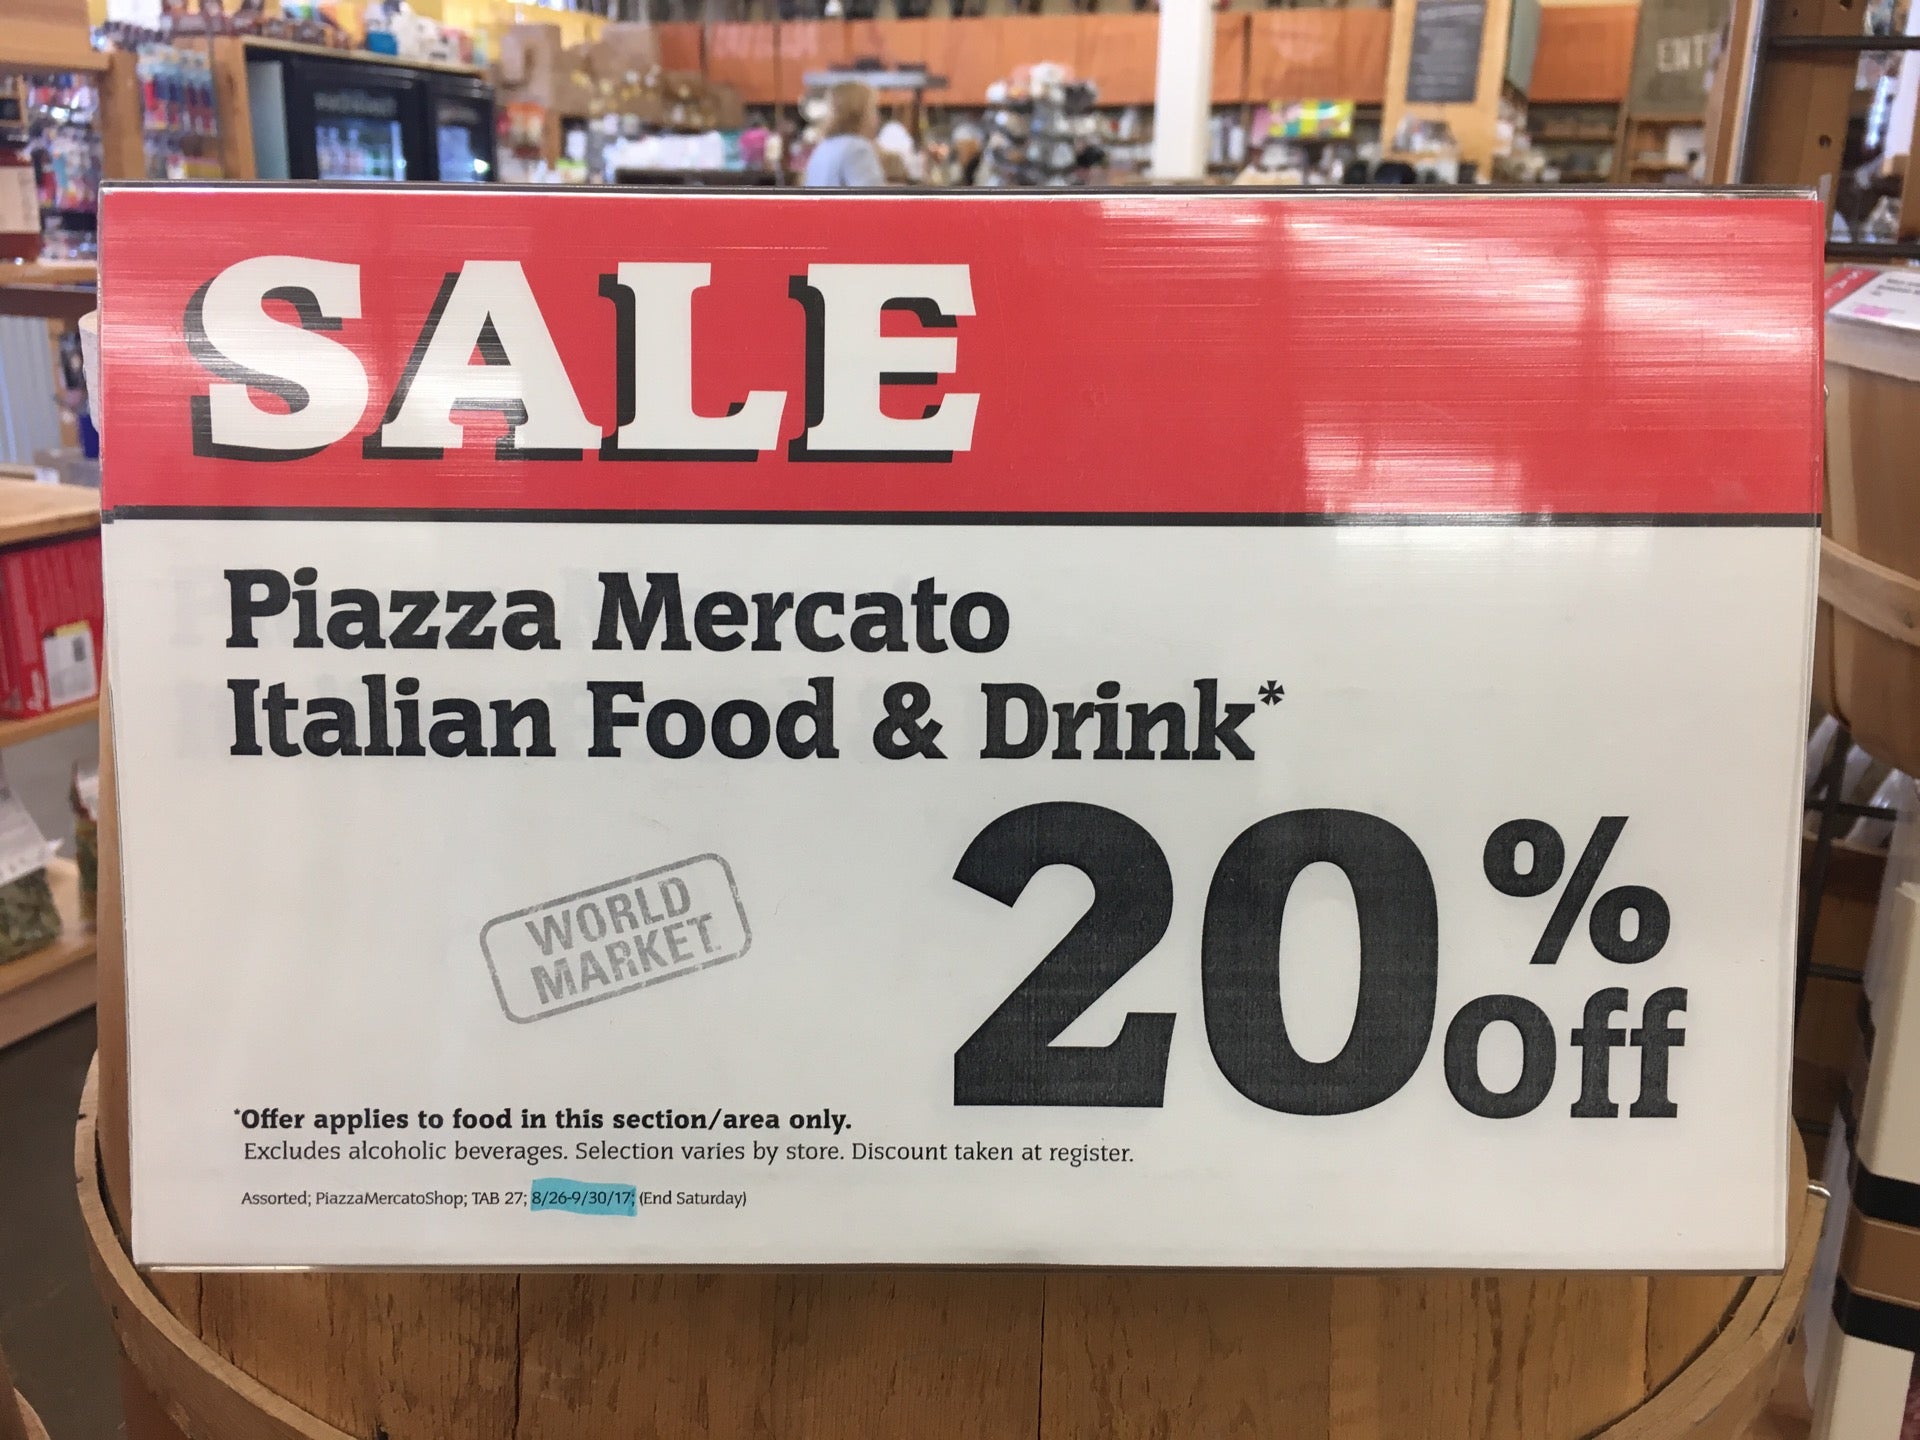 SALE
Piazza Mercato
Italian Food & Drink*
20% off
WORLD
MARKET
*Offer applies to food in this section/area only.
Excludes alcoholic beverages. Selection varies by store. Discount taken at register.
Assorted; PiazzaMercatoShop; TAB 27; 8/26-9/30/17; (End Saturday)